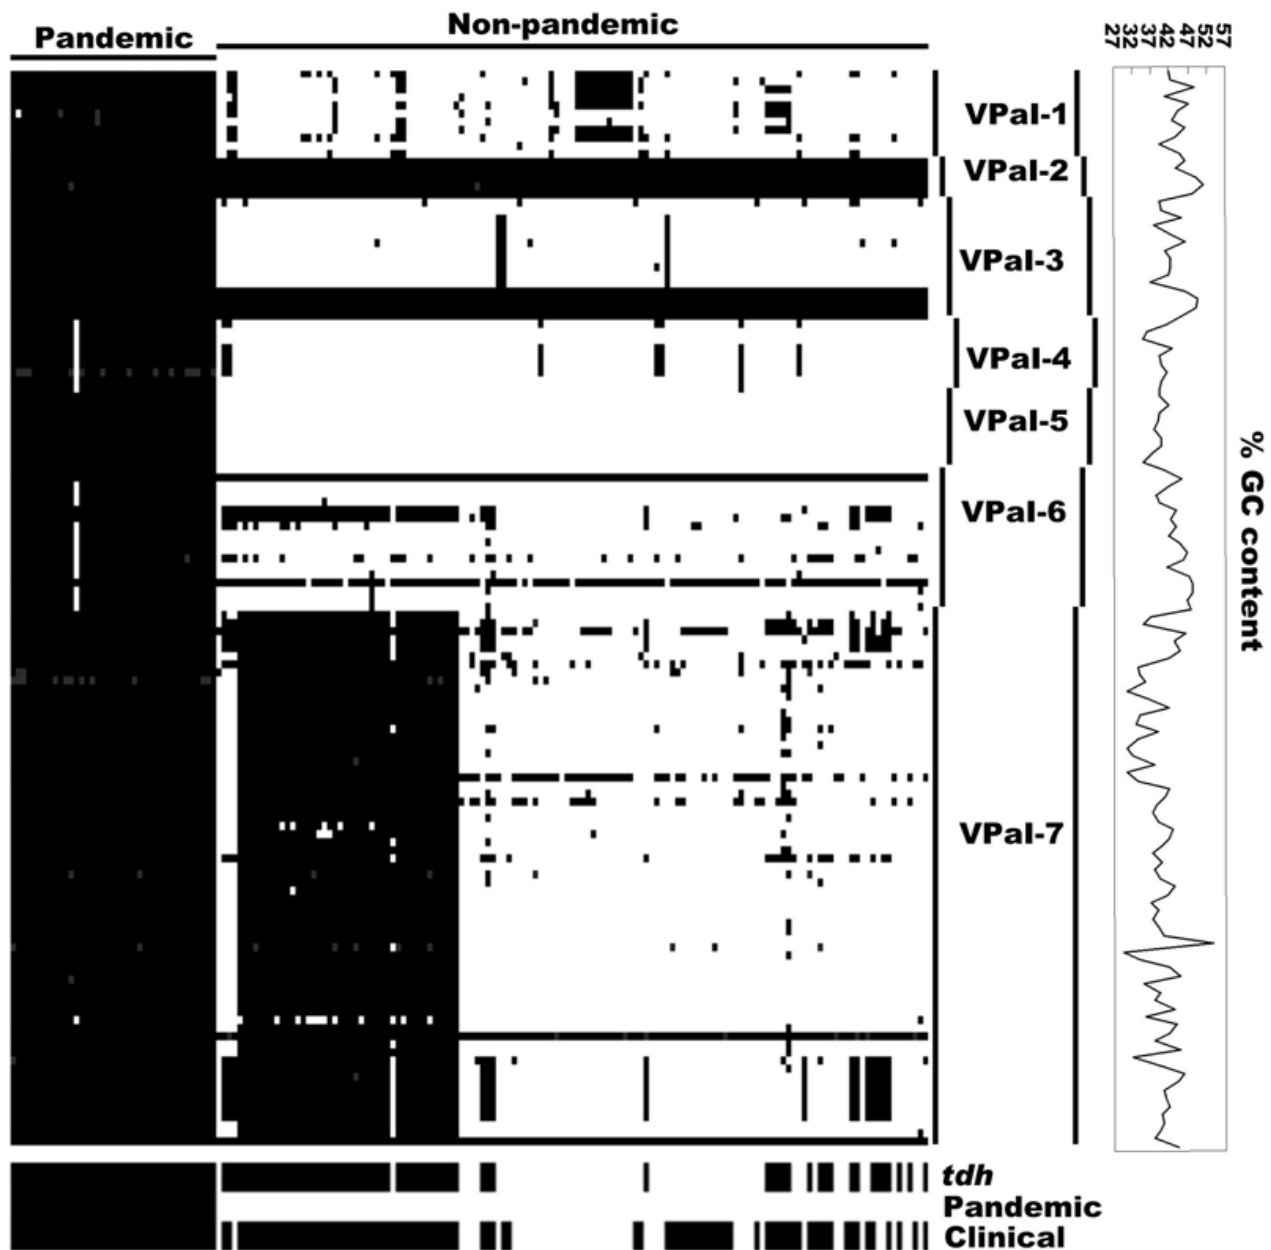 Pandemic
Non-pandemic
27 32 37 42 47 52 57
VPaI-1
VPaI-2
VPaI-3
VPaI-4
VPaI-5
VPaI-6
VPaI-7
% GC content
tdh
Pandemic
Clinical